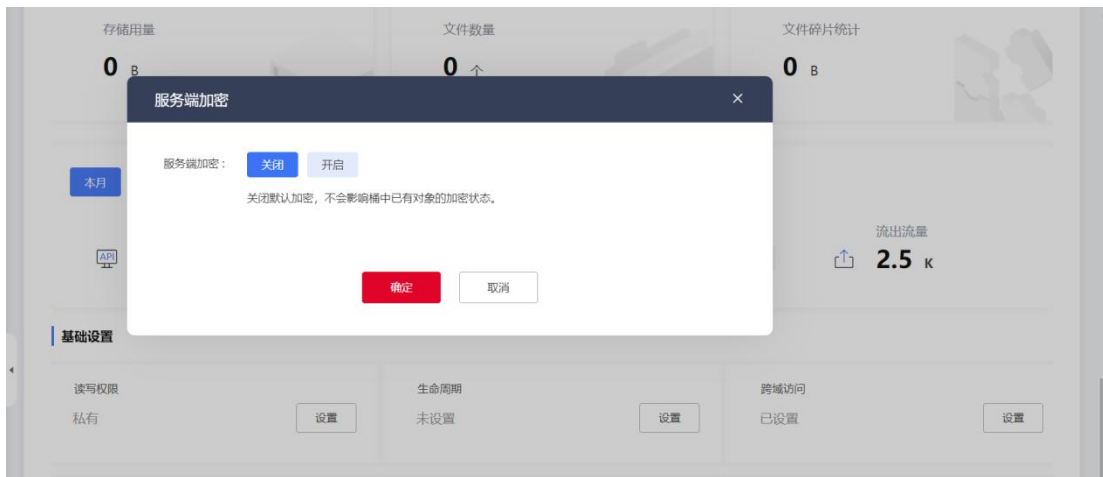 存储用量
文件数量
文件碎片统计
0 B
0 个
0 B
服务端加密
×
服务端加密：
关闭
开启
关闭默认加密，不会影响桶中已有对象的加密状态。
本月
API
流出流量
2.5 K
确定
取消
基础设置
读写权限
生命周期
跨域访问
私有
设置
未设置
设置
已设置
设置